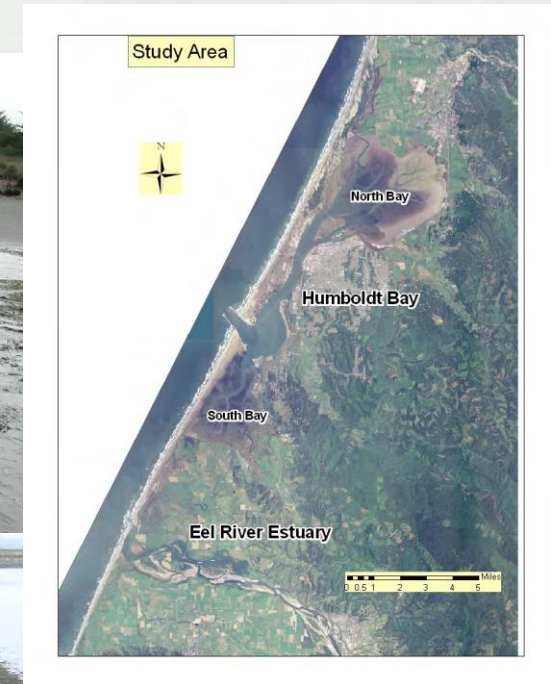 Study Area
N
North Bay
Humboldt Bay
South Bay
Eel River Estuary
Miles
0 0.5 1 2 3 4 5